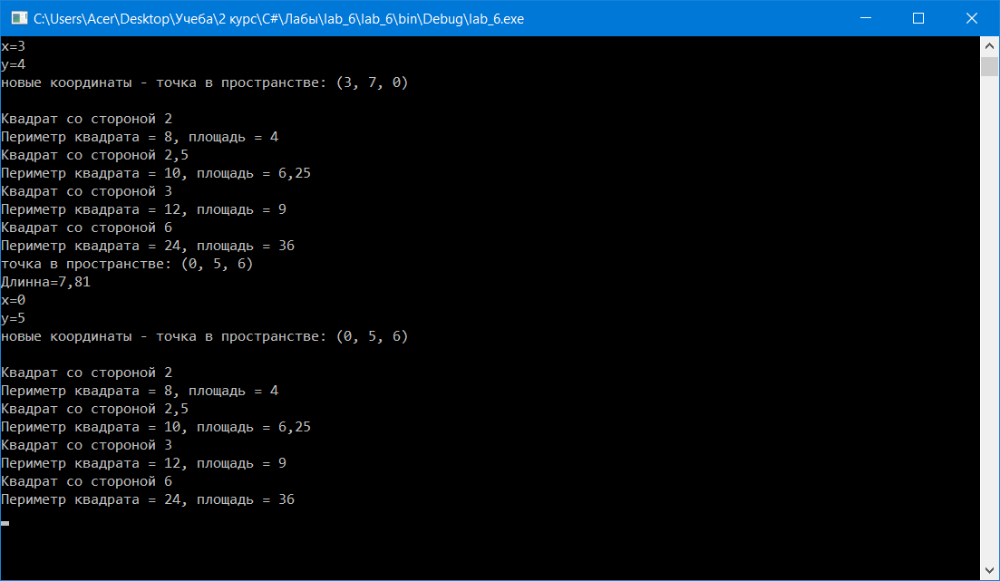 C:\Users\Acer\Desktop\Учеба\2 курс\C#\Лабы\lab_6\lab_6\bin\Debug\lab_6.exe
x=3
y=4
новые координаты - точка в пространстве: (3, 7, 0)
Квадрат со стороной 2
Периметр квадрата = 8, площадь = 4
Квадрат со стороной 2,5
Периметр квадрата = 10, площадь = 6,25
Квадрат со стороной 3
Периметр квадрата = 12, площадь = 9
Квадрат со стороной 6
Периметр квадрата = 24, площадь = 36
точка в пространстве: (0, 5, 6)
Длинна=7,81
x=0
y=5
новые координаты - точка в пространстве: (0, 5, 6)
Квадрат со стороной 2
Периметр квадрата = 8, площадь = 4
Квадрат со стороной 2,5
Периметр квадрата = 10, площадь = 6,25
Квадрат со стороной 3
Периметр квадрата = 12, площадь = 9
Квадрат со стороной 6
Периметр квадрата = 24, площадь = 36